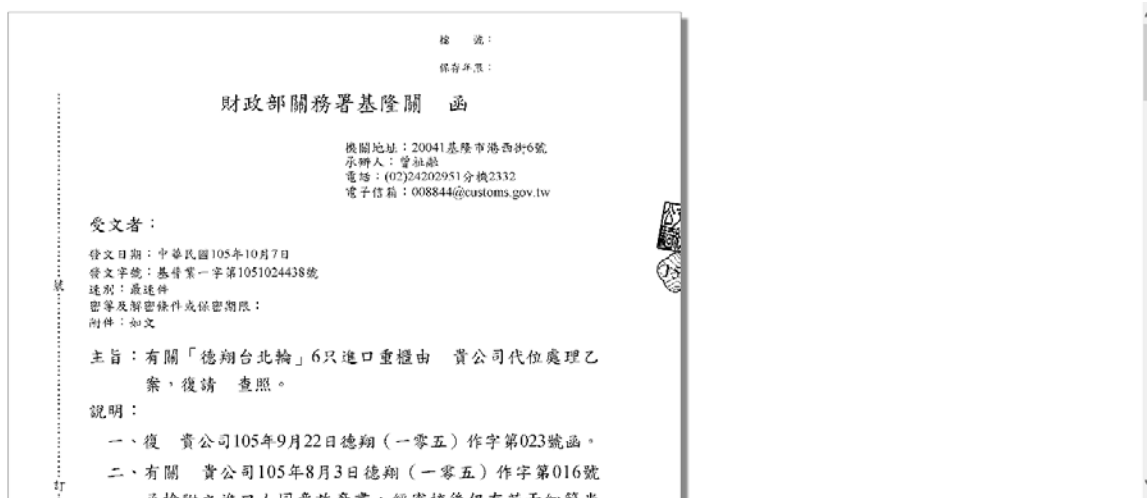 檔　號：
保存年限：
財政部關務署基隆關　函
機關地址：20041基隆市港西街6號
承辦人：曾祉融
電話：(02)24202951分機2332
電子信箱：008844@customs.gov.tw
受文者：
發文日期：中華民國105年10月7日
發文字號：基普業一字第1051024438號
速別：最速件
密等及解密條件或保密期限：
附件：如文
主旨：有關「德翔台北輪」6只進口重櫃由　貴公司代位處理乙
案，復請　查照。
說明：
一、復　貴公司105年9月22日德翔（一零五）作字第023號函。
二、有關　貴公司105年8月3日德翔（一零五）作字第016號
訂